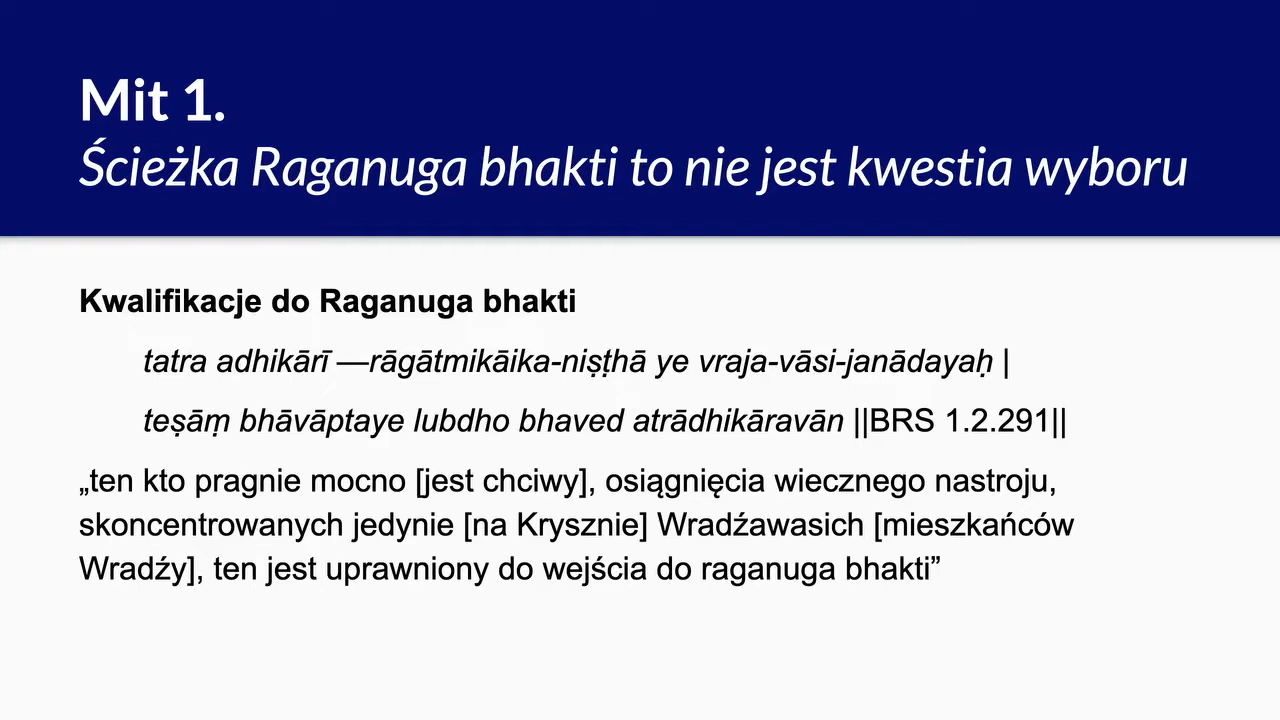 Mit 1.
Ścieżka Raganuga bhakti to nie jest kwestia wyboru
Kwalifikacje do Raganuga bhakti
tatra adhikārī —rāgātmikāika-niṣṭhā ye vraja-vāsi-janādayaḥ |
teṣāṃ bhāvāptaye lubdho bhaved atrādhikāravān ||BRS 1.2.291||
„ten kto pragnie mocno [jest chciwy], osiągnięcia wiecznego nastroju,
skoncentrowanych jedynie [na Krysznie] Wradźawasich [mieszkańców
Wradźy], ten jest uprawniony do wejścia do raganuga bhakti”